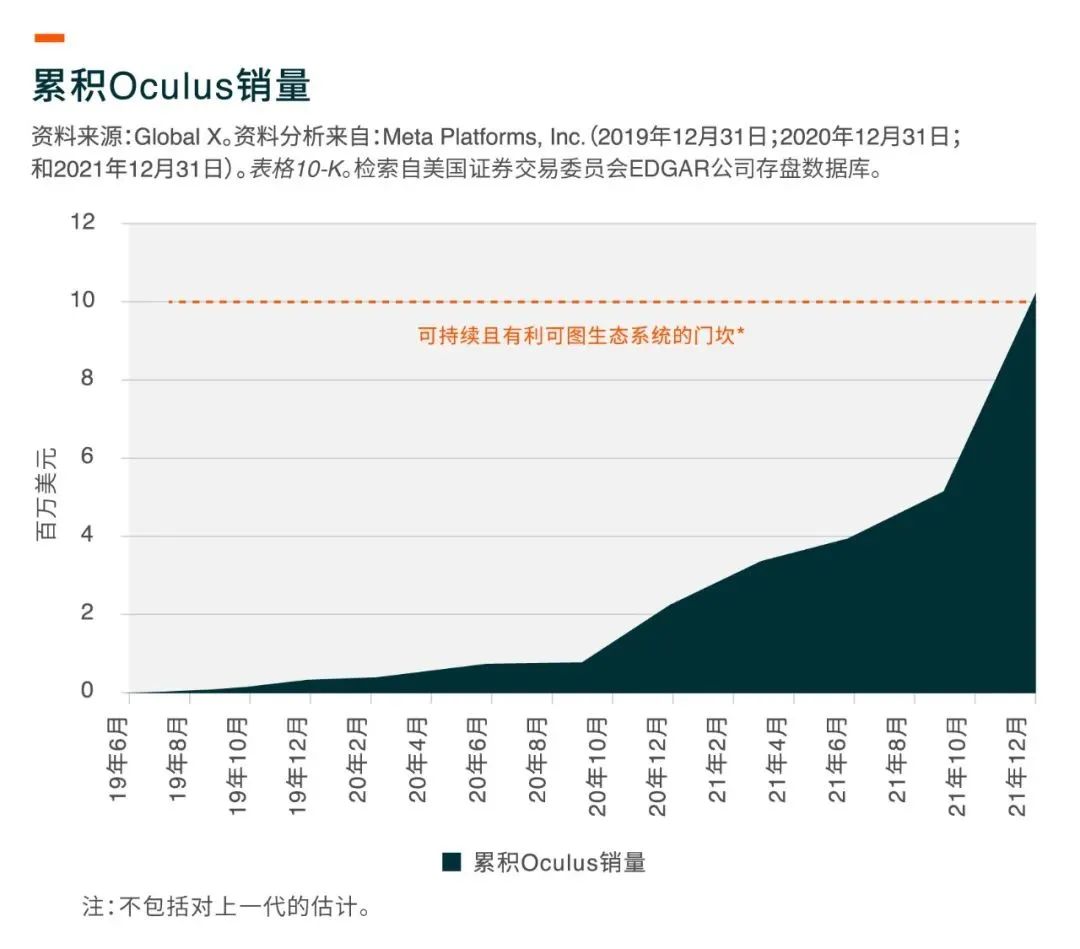 累积Oculus销量
资料来源：Global X。资料分析来自：Meta Platforms, Inc.（2019年12月31日；2020年12月31日；
和2021年12月31日）。表格10-K。检索自美国证券交易委员会EDGAR公司存盘数据库。
12
10
可持续且有利可图生态系统的门坎*
8
6
百万美元
4
2
0
19年6月
19年8月
19年10月
19年12月
20年2月
20年4月
20年6月
20年8月
20年10月
20年12月
21年2月
21年4月
21年6月
21年8月
21年10月
21年12月
累积Oculus销量
注：不包括对上一代的估计。